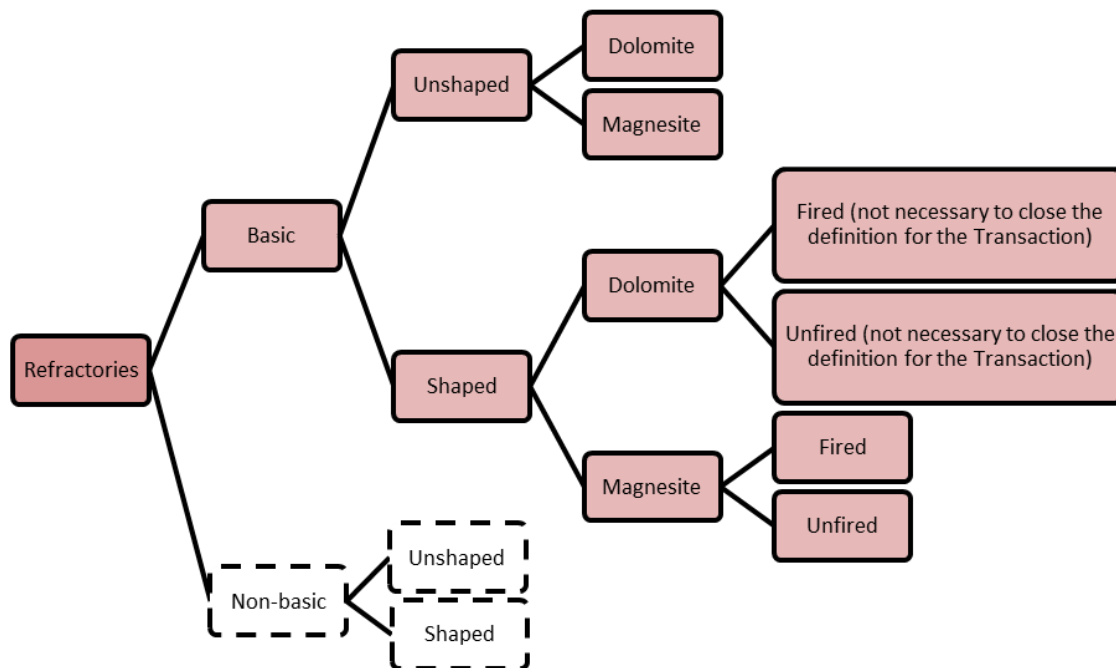 Dolomite
Unshaped
Magnesite
Fired (not necessary to close the
definition for the Transaction)
Basic
Dolomite
Unfired (not necessary to close the
definition for the Transaction)
Refractories
Shaped
Fired
Magnesite
Unfired
Unshaped
Non-basic
Shaped